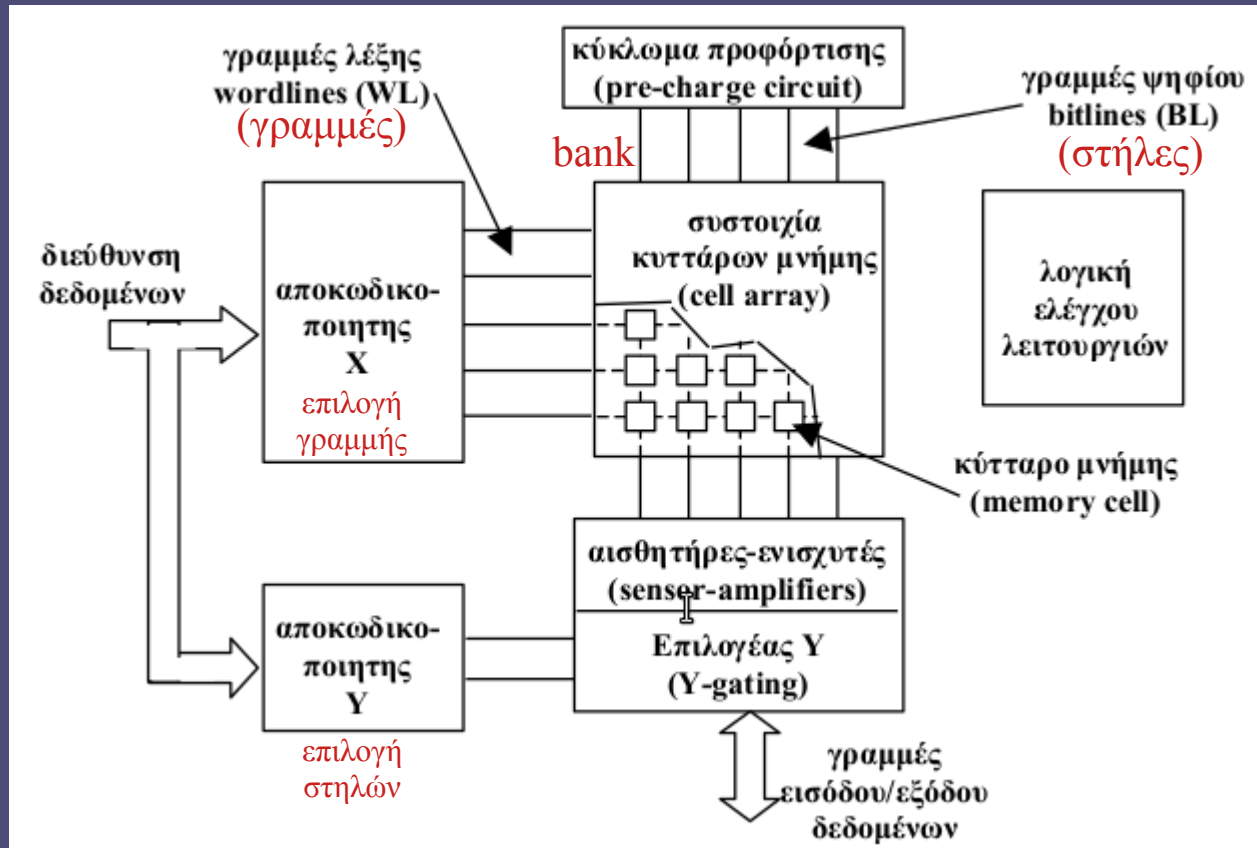 γραμμές λέξης
wordlines (WL)
(γραμμές)
κύκλωμα προφόρτισης
(pre-charge circuit)
γραμμές ψηφίου
bitlines (BL)
(στήλες)
bank
διεύθυνση
δεδομένων
αποκωδικο-
ποιητης
X
επιλογή
γραμμής
συστοιχία
κυττάρων μνήμης
(cell array)
λογική
ελέγχου
λειτουργιών
κύτταρο μνήμης
(memory cell)
αισθητήρες-ενισχυτές
(sensor-amplifiers)
Επιλογέας Y
(Y-gating)
αποκωδικο-
ποιητης
Y
επιλογή
στηλών
γραμμές
εισόδου/εξόδου
δεδομένων